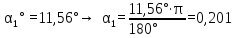 α₁° = 11,56° → α₁ = 11,56°·π / 180° = 0,201